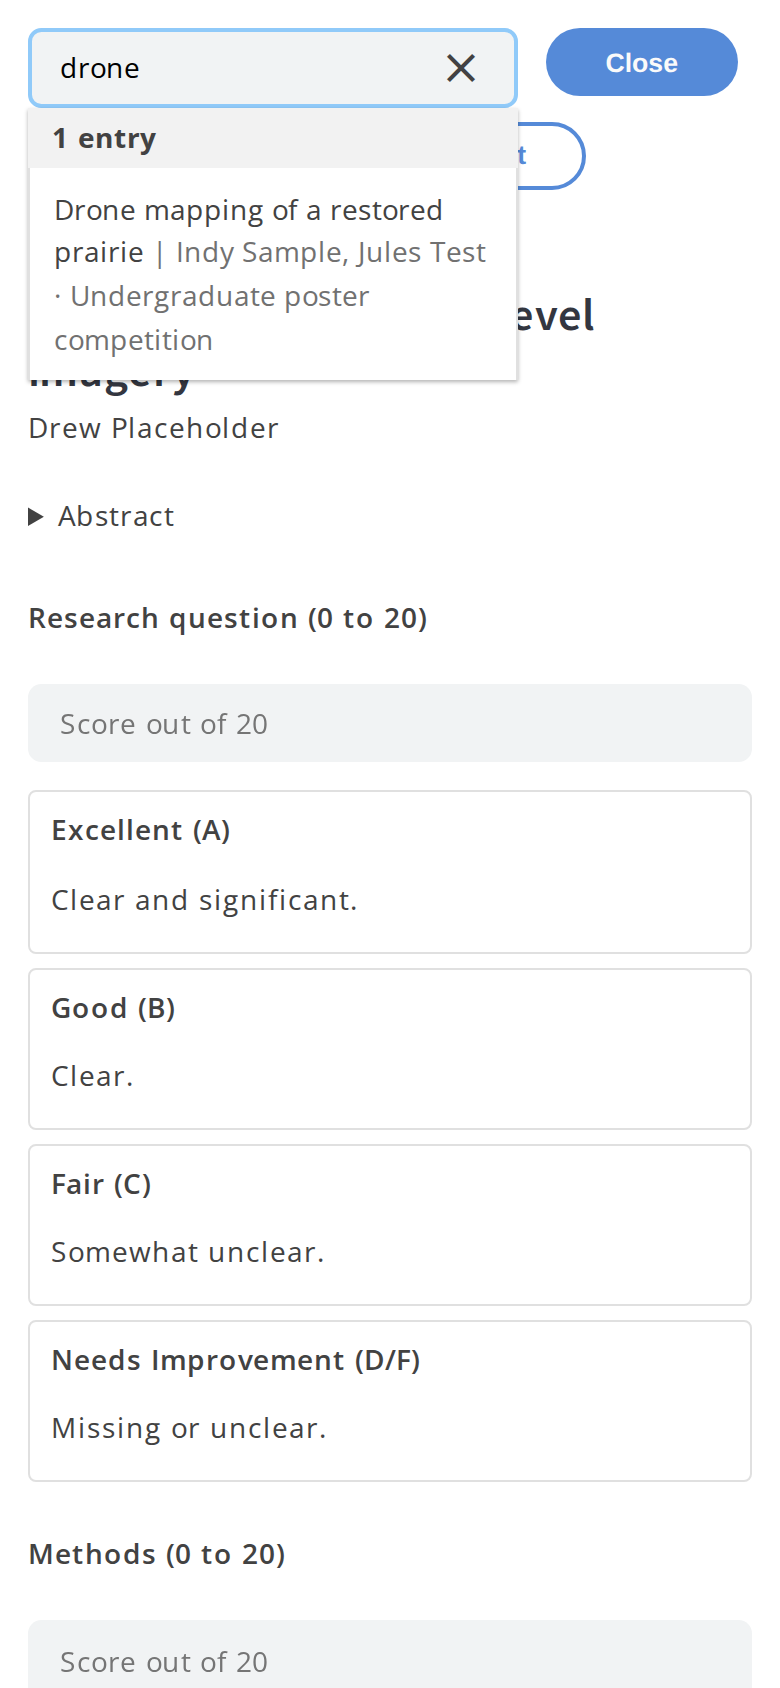 drone
Close
1 entry
t
Drone mapping of a restored
prairie | Indy Sample, Jules Test
· Undergraduate poster
competition
evel
imagery
Drew Placeholder
Abstract
Research question (0 to 20)
Score out of 20
Excellent (A)
Clear and significant.
Good (B)
Clear.
Fair (C)
Somewhat unclear.
Needs Improvement (D/F)
Missing or unclear.
Methods (0 to 20)
Score out of 20